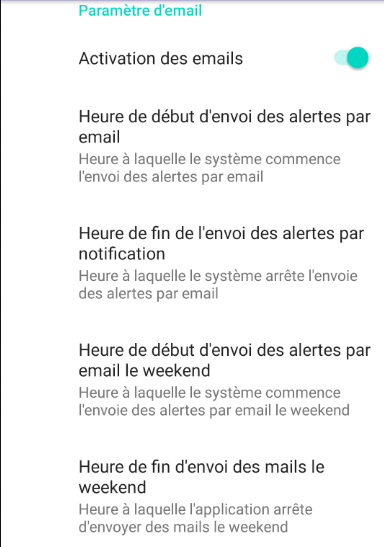 Paramètre d'email
Activation des emails
Heure de début d'envoi des alertes par
email
Heure à laquelle le système commence
l'envoi des alertes par email
Heure de fin de l'envoi des alertes par
notification
Heure à laquelle le système arrête l'envoie
des alertes par email
Heure de début d'envoi des alertes par
email le weekend
Heure à laquelle le système commence
l'envoie des alertes par email le weekend
Heure de fin d'envoi des mails le
weekend
Heure à laquelle l'application arrête
d'envoyer des mails le weekend